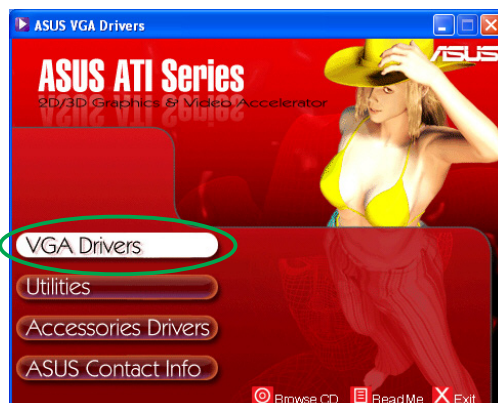 ASUS VGA Drivers
ASUS
ASUS ATI Series
2D/3D Graphics & Video Accelerator
VGA Drivers
Utilities
Accessories Drivers
ASUS Contact Info
Browse CD ReadMe Exit